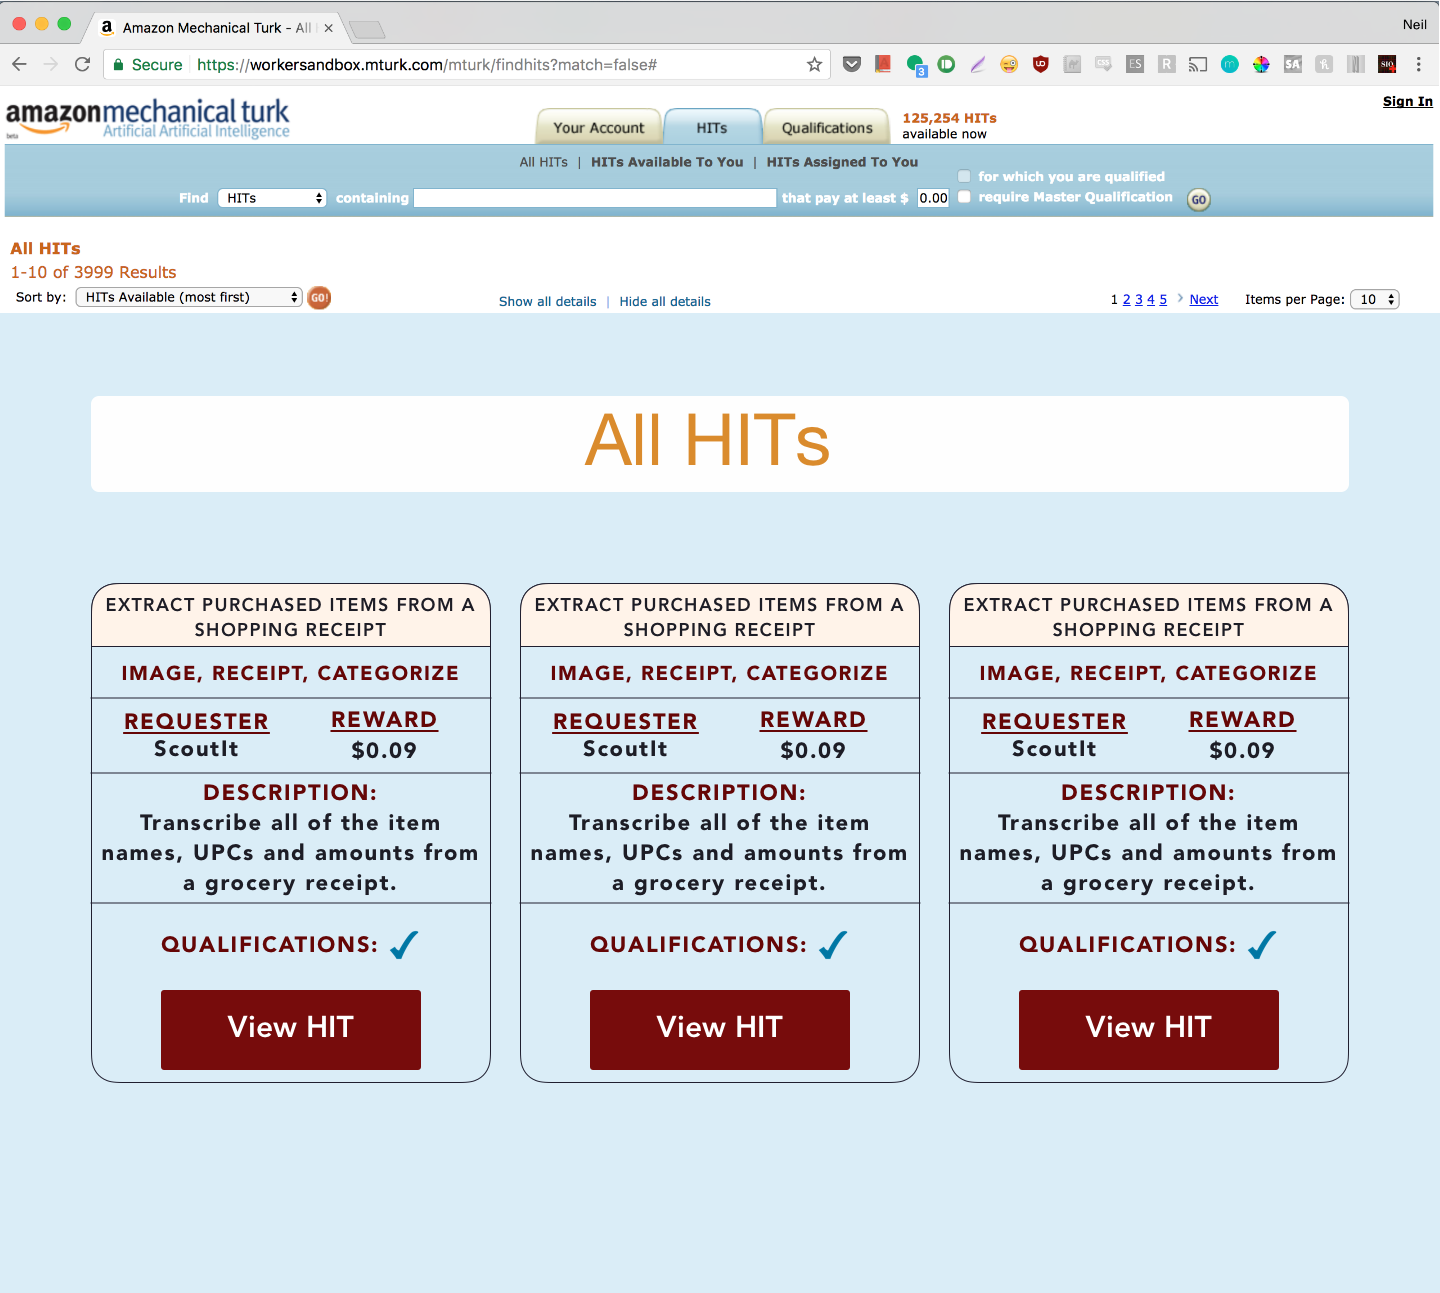 Amazon Mechanical Turk - All
Neil
Secure https://workersandbox.mturk.com/mturk/findhits?match=false#
3
CSS
ES
R
SA
Sign In
amazonmechanical turk
beta
Artificial Artificial Intelligence
Your Account
HITs
Qualifications
125,254 HITs
available now
All HITs | HITs Available To You | HITs Assigned To You
for which you are qualified
Find HITs containing that pay at least $ 0.00 require Master Qualification GO
All HITs
1-10 of 3999 Results
Sort by: HITs Available (most first) GO! Show all details | Hide all details 1 2 3 4 5 › Next Items per Page: 10
All HITs
EXTRACT PURCHASED ITEMS FROM A
SHOPPING RECEIPT
IMAGE, RECEIPT, CATEGORIZE
REQUESTER REWARD
ScoutIt $0.09
DESCRIPTION:
Transcribe all of the item
names, UPCs and amounts from
a grocery receipt.
QUALIFICATIONS: ✓
View HIT
EXTRACT PURCHASED ITEMS FROM A
SHOPPING RECEIPT
IMAGE, RECEIPT, CATEGORIZE
REQUESTER REWARD
ScoutIt $0.09
DESCRIPTION:
Transcribe all of the item
names, UPCs and amounts from
a grocery receipt.
QUALIFICATIONS: ✓
View HIT
EXTRACT PURCHASED ITEMS FROM A
SHOPPING RECEIPT
IMAGE, RECEIPT, CATEGORIZE
REQUESTER REWARD
ScoutIt $0.09
DESCRIPTION:
Transcribe all of the item
names, UPCs and amounts from
a grocery receipt.
QUALIFICATIONS: ✓
View HIT